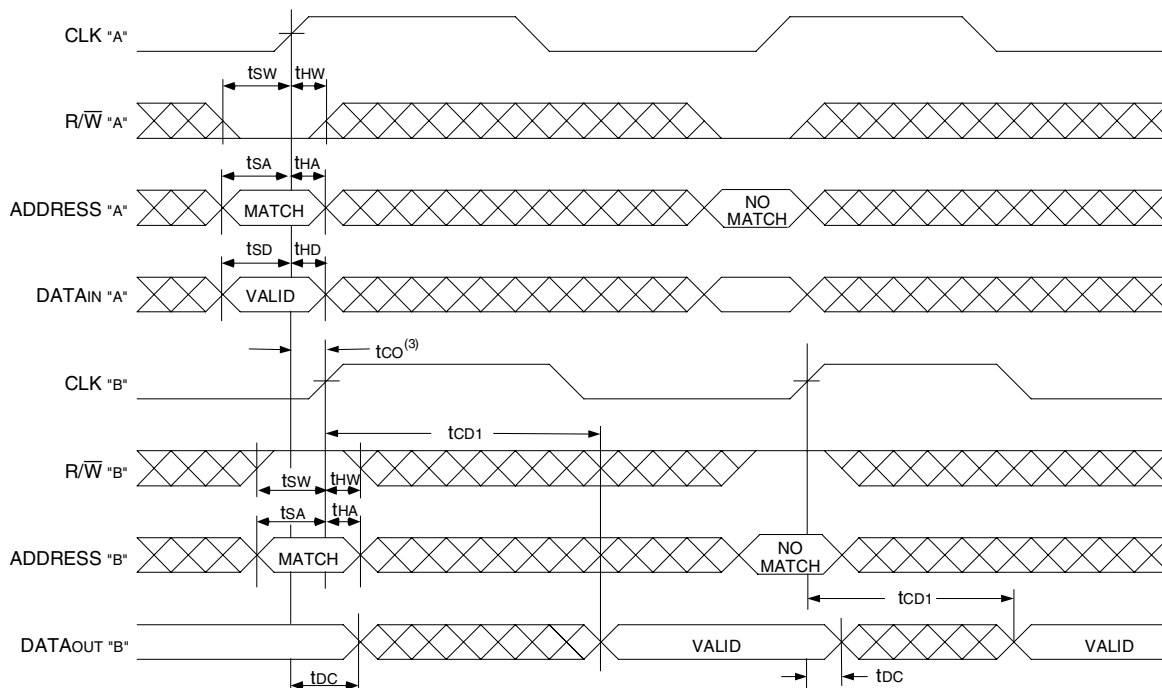 CLK "A"
tSW tHW
R/W̅ "A"
tSA tHA
ADDRESS "A" MATCH NO MATCH
tSD tHD
DATAIN "A" VALID
tCO(3)
CLK "B"
tCD1
R/W̅ "B"
tSW tHW
tSA tHA
ADDRESS "B" MATCH NO MATCH
tCD1
DATAOUT "B" VALID VALID
tDC tDC